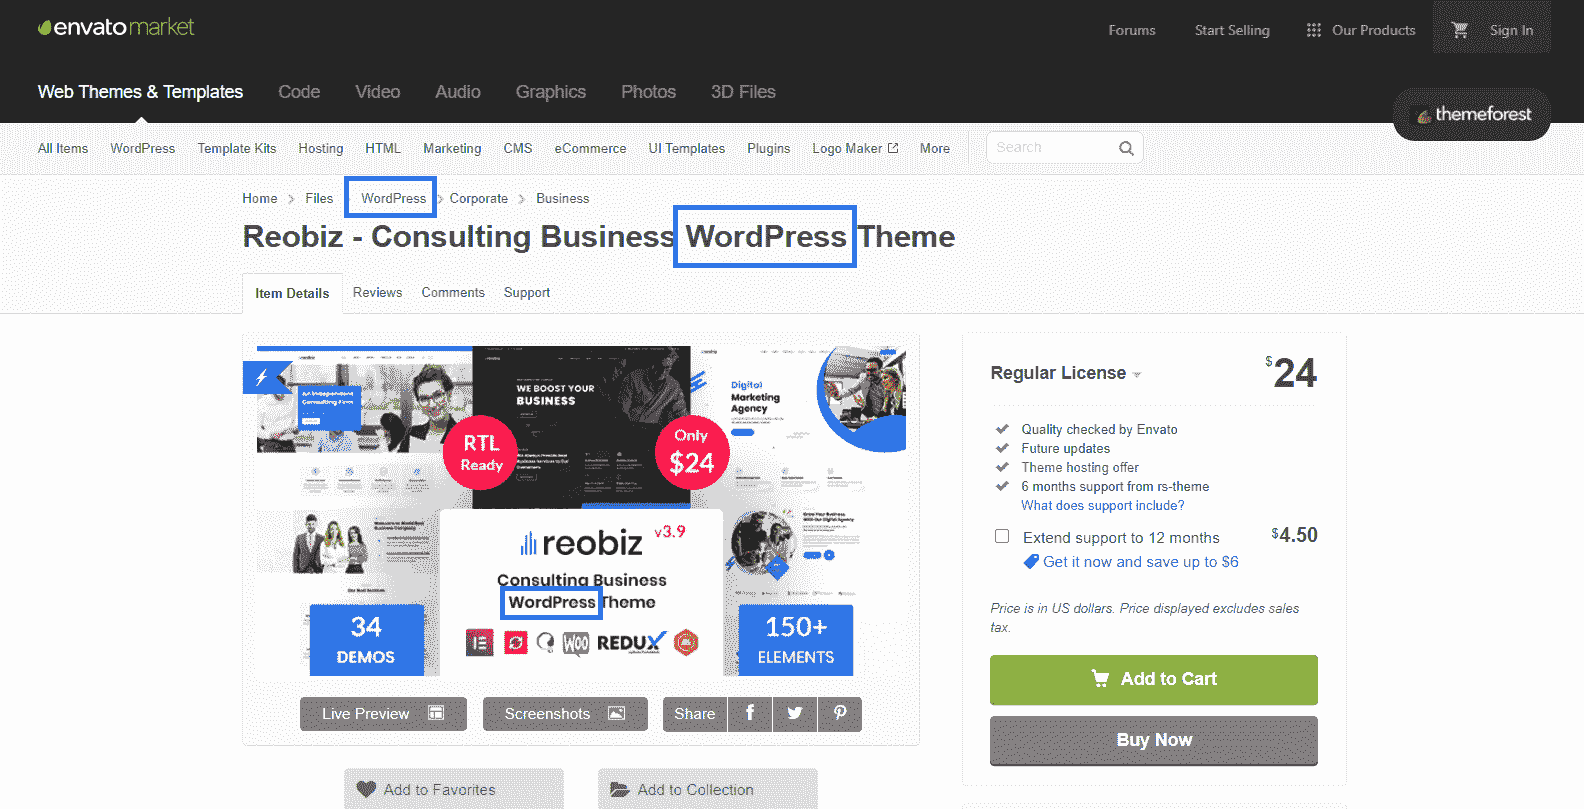 envatomarket
Forums Start Selling Our Products Sign In
Web Themes & Templates Code Video Audio Graphics Photos 3D Files
themeforest
All Items WordPress Template Kits Hosting HTML Marketing CMS eCommerce UI Templates Plugins Logo Maker More Search
Home Files WordPress Corporate Business
Reobiz - Consulting Business WordPress Theme
Item Details Reviews Comments Support
An Independent
Consulting Firm
WE BOOST YOUR
BUSINESS
Digital
Marketing
Agency
RTL
Ready
Only
$24
reobiz v3.9
Consulting Business
WordPress Theme
WOO REDUX
34
DEMOS
150+
ELEMENTS
Live Preview Screenshots Share
Add to Favorites Add to Collection
Regular License $24
Quality checked by Envato
Future updates
Theme hosting offer
6 months support from rs-theme
What does support include?
Extend support to 12 months $4.50
Get it now and save up to $6
Price is in US dollars. Price displayed excludes sales
tax.
Add to Cart
Buy Now